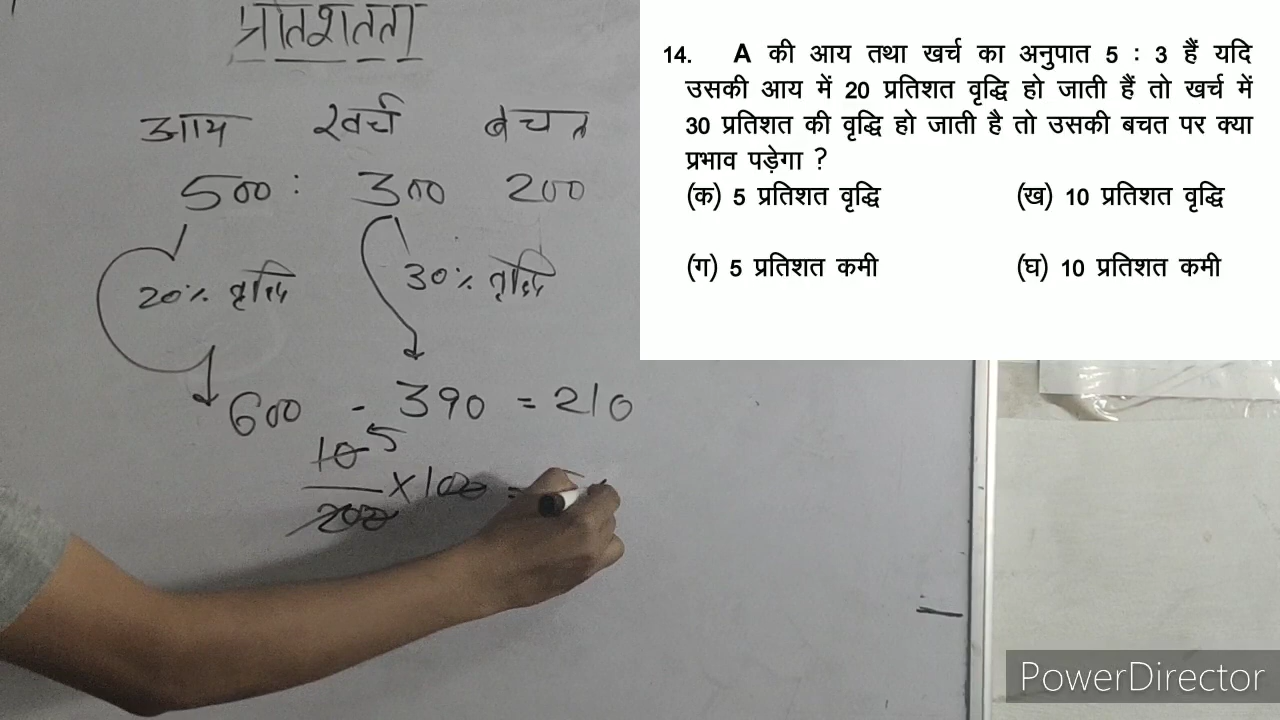 प्रतिशतता
आय खर्च बचत
500 : 300 200
20% वृद्धि 30% वृद्धि
600 - 390 = 210
10 5
200 × 100 =
14. A की आय तथा खर्च का अनुपात 5 : 3 हैं यदि
उसकी आय में 20 प्रतिशत वृद्धि हो जाती हैं तो खर्च में
30 प्रतिशत की वृद्धि हो जाती है तो उसकी बचत पर क्या
प्रभाव पड़ेगा ?
(क) 5 प्रतिशत वृद्धि (ख) 10 प्रतिशत वृद्धि
(ग) 5 प्रतिशत कमी (घ) 10 प्रतिशत कमी
PowerDirector